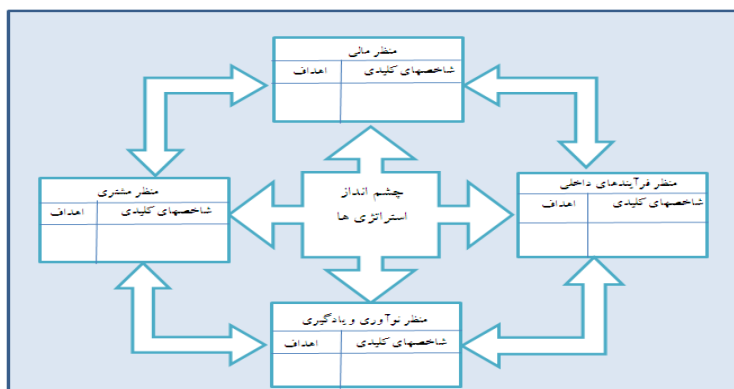 منظر مالی
شاخصهای کلیدی اهداف
چشم انداز
استراتژی ها
منظر فرآیندهای داخلی
شاخصهای کلیدی اهداف
منظر مشتری
شاخصهای کلیدی اهداف
منظر نوآوری و یادگیری
شاخصهای کلیدی اهداف